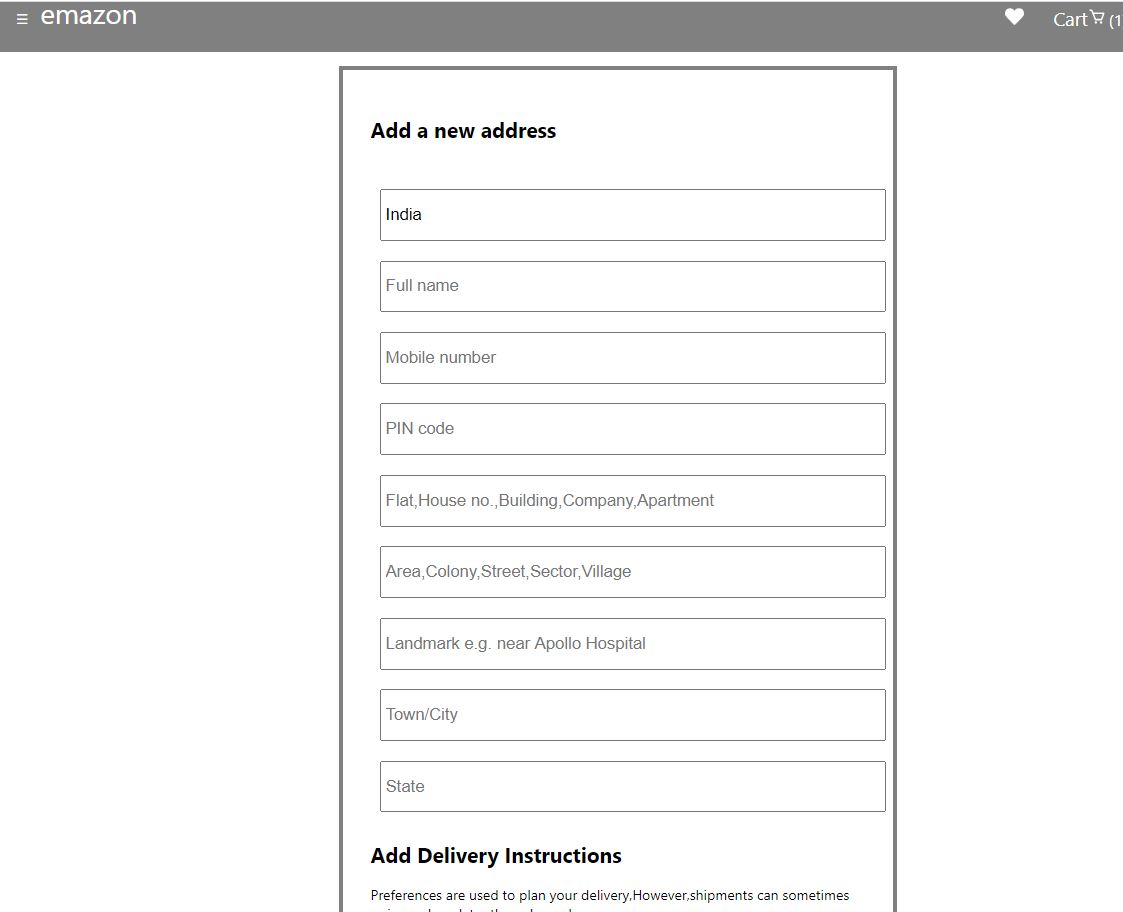 ☰ emazon
Cart (1
Add a new address
India
Full name
Mobile number
PIN code
Flat,House no.,Building,Company,Apartment
Area,Colony,Street,Sector,Village
Landmark e.g. near Apollo Hospital
Town/City
State
Add Delivery Instructions
Preferences are used to plan your delivery,However,shipments can sometimes